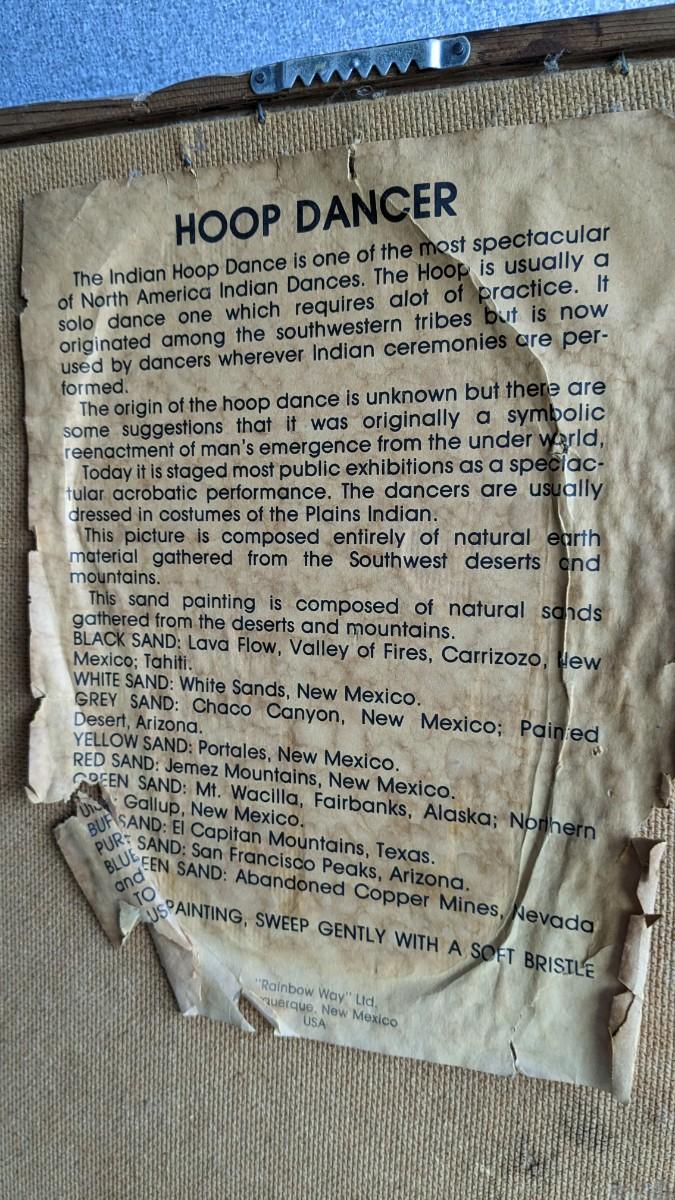 HOOP DANCER
The Indian Hoop Dance is one of the most spectacular
of North America Indian Dances. The Hoop is usually a
solo dance one which requires alot of practice. It
originated among the southwestern tribes but is now
used by dancers wherever Indian ceremonies are per-
formed.
The origin of the hoop dance is unknown but there are
some suggestions that it was originally a symbolic
reenactment of man's emergence from the under world,
Today it is staged most public exhibitions as a spectac-
tular acrobatic performance. The dancers are usually
dressed in costumes of the Plains Indian.
This picture is composed entirely of natural earth
material gathered from the Southwest deserts and
mountains.
This sand painting is composed of natural sands
gathered from the deserts and mountains.
BLACK SAND: Lava Flow, Valley of Fires, Carrizozo, New
Mexico; Tahiti.
WHITE SAND: White Sands, New Mexico.
GREY SAND: Chaco Canyon, New Mexico; Painted
Desert, Arizona.
YELLOW SAND: Portales, New Mexico.
RED SAND: Jemez Mountains, New Mexico.
GREEN SAND: Mt. Wacilla, Fairbanks, Alaska; Northern
Gallup, New Mexico.
BUF SAND: El Capitan Mountains, Texas.
PUR SAND: San Francisco Peaks, Arizona.
BLUE EEN SAND: Abandoned Copper Mines, Nevada
and
TO PAINTING, SWEEP GENTLY WITH A SOFT BRISTLE
US
"Rainbow Way" Ltd.
querque, New Mexico
USA